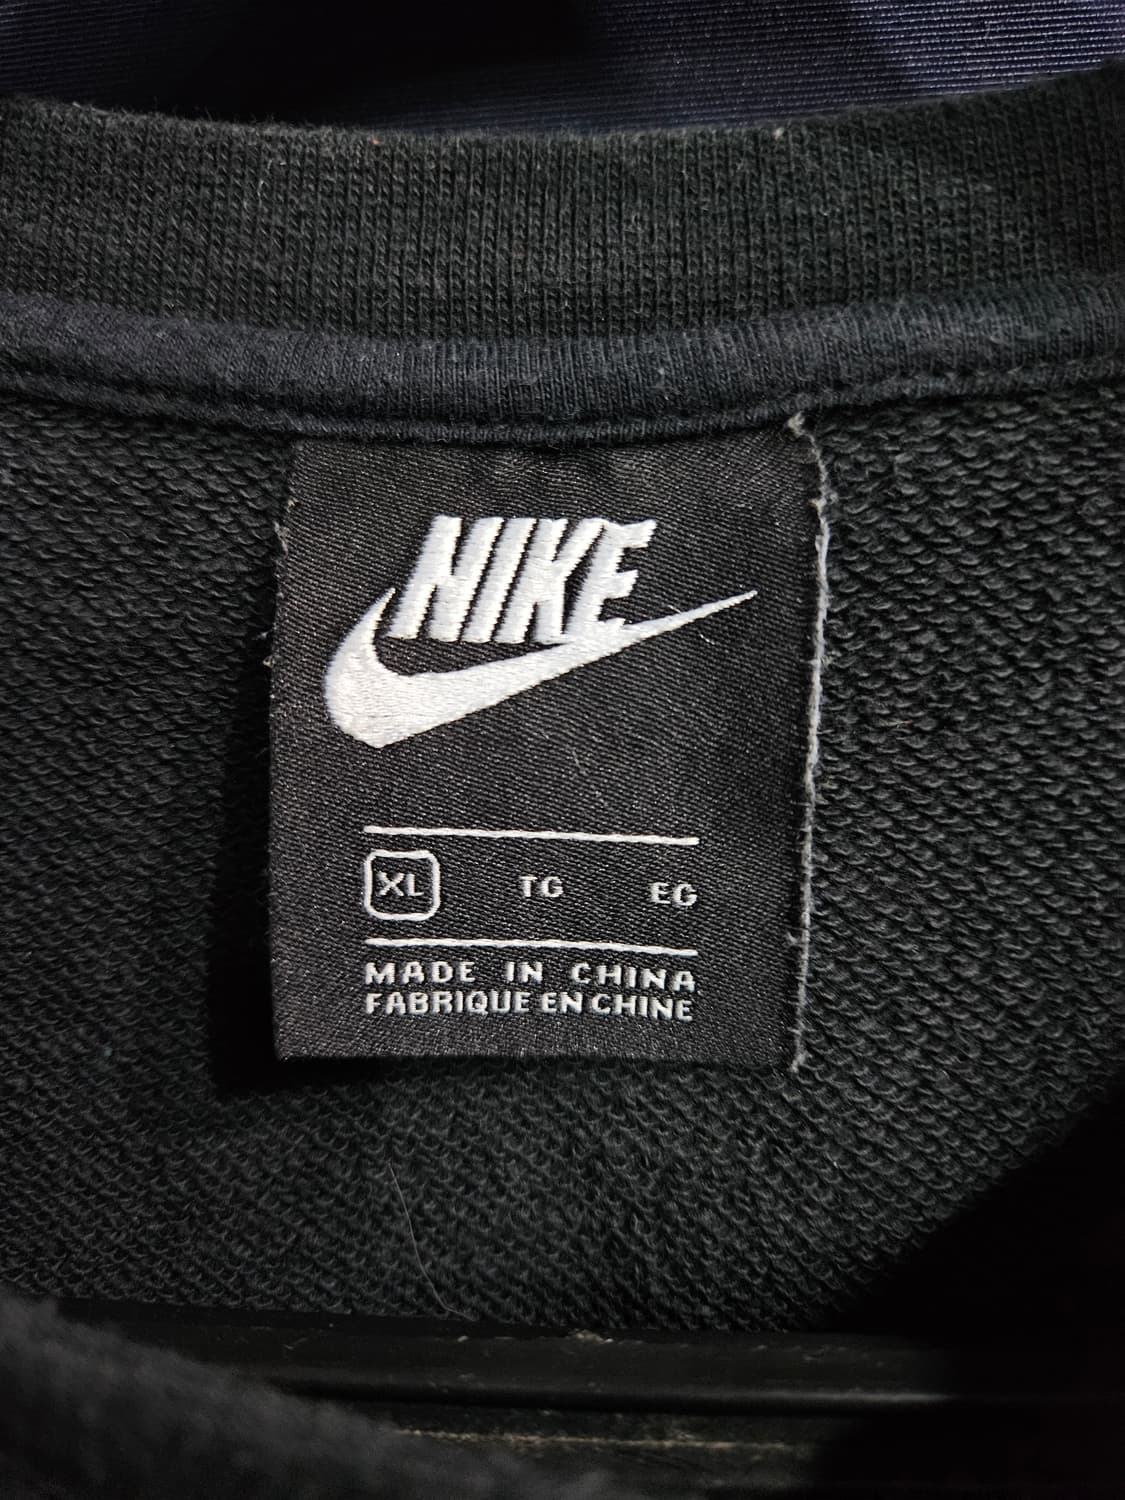 NIKE
XL TG EG
MADE IN CHINA
FABRIQUE EN CHINE